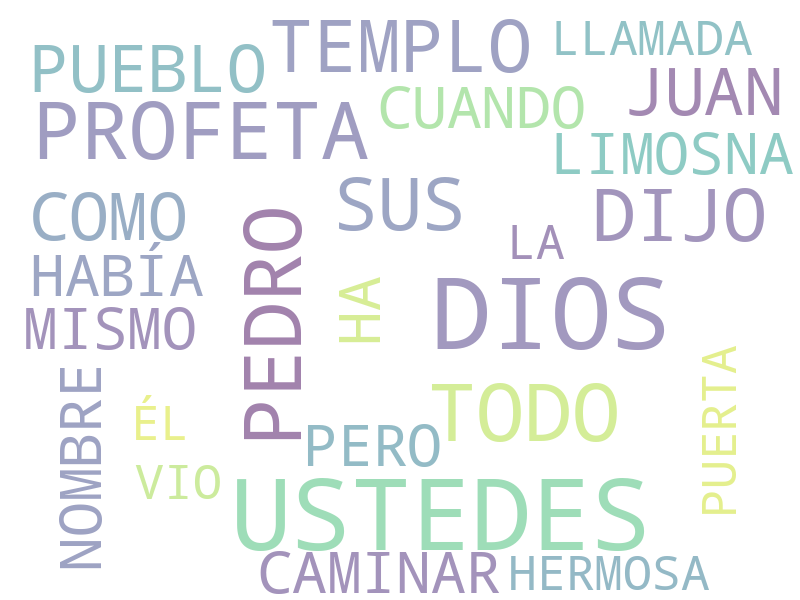 TEMPLO
LLAMADA
PUEBLO
JUAN
CUANDO
PROFETA
LIMOSNA
SUS
DIJO
COMO
LA
PEDRO
HABÍA
HA
DIOS
MISMO
PUERTA
NOMBRE
ÉL
TODO
PERO
VIO
USTEDES
CAMINAR
HERMOSA